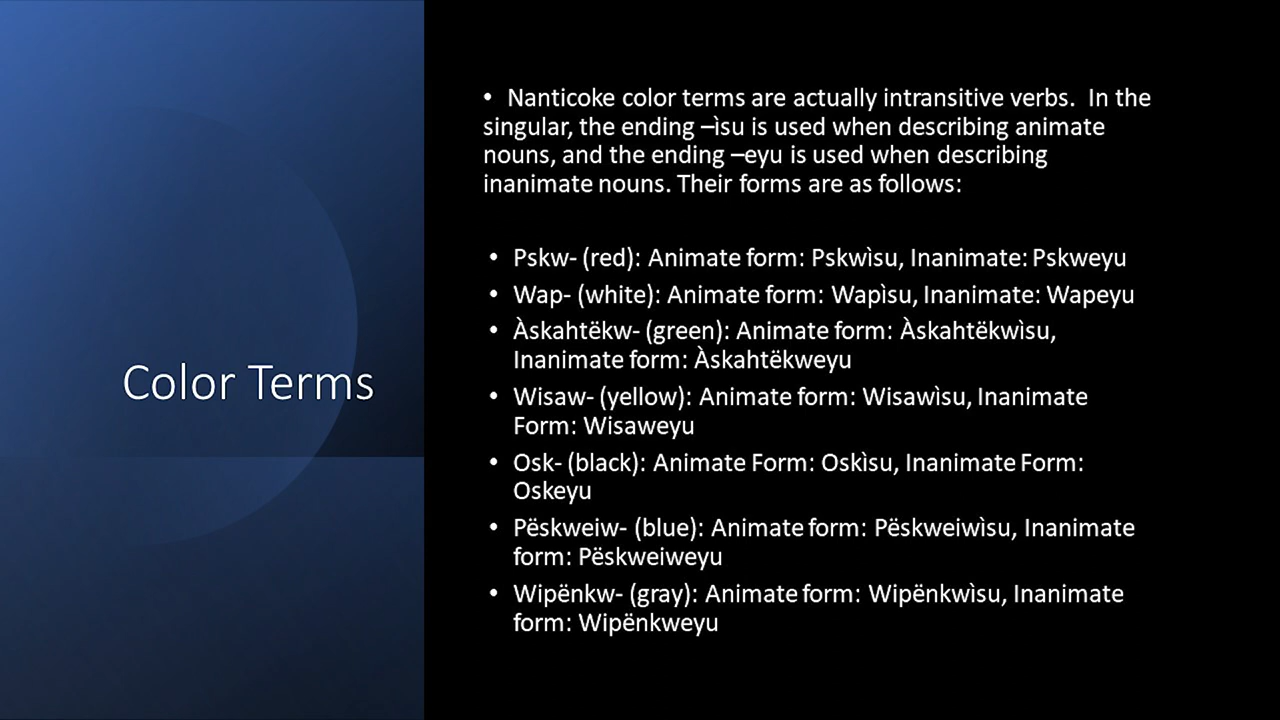 Color Terms
• Nanticoke color terms are actually intransitive verbs.  In the
singular, the ending –ìsu is used when describing animate
nouns, and the ending –eyu is used when describing
inanimate nouns. Their forms are as follows:
• Pskw- (red): Animate form: Pskwìsu, Inanimate: Pskweyu
• Wap- (white): Animate form: Wapìsu, Inanimate: Wapeyu
• Àskahtëkw- (green): Animate form: Àskahtëkwìsu,
Inanimate form: Àskahtëkweyu
• Wisaw- (yellow): Animate form: Wisawìsu, Inanimate
Form: Wisaweyu
• Osk- (black): Animate Form: Oskìsu, Inanimate Form:
Oskeyu
• Pëskweiw- (blue): Animate form: Pëskweiwìsu, Inanimate
form: Pëskweiweyu
• Wipënkw- (gray): Animate form: Wipënkwìsu, Inanimate
form: Wipënkweyu